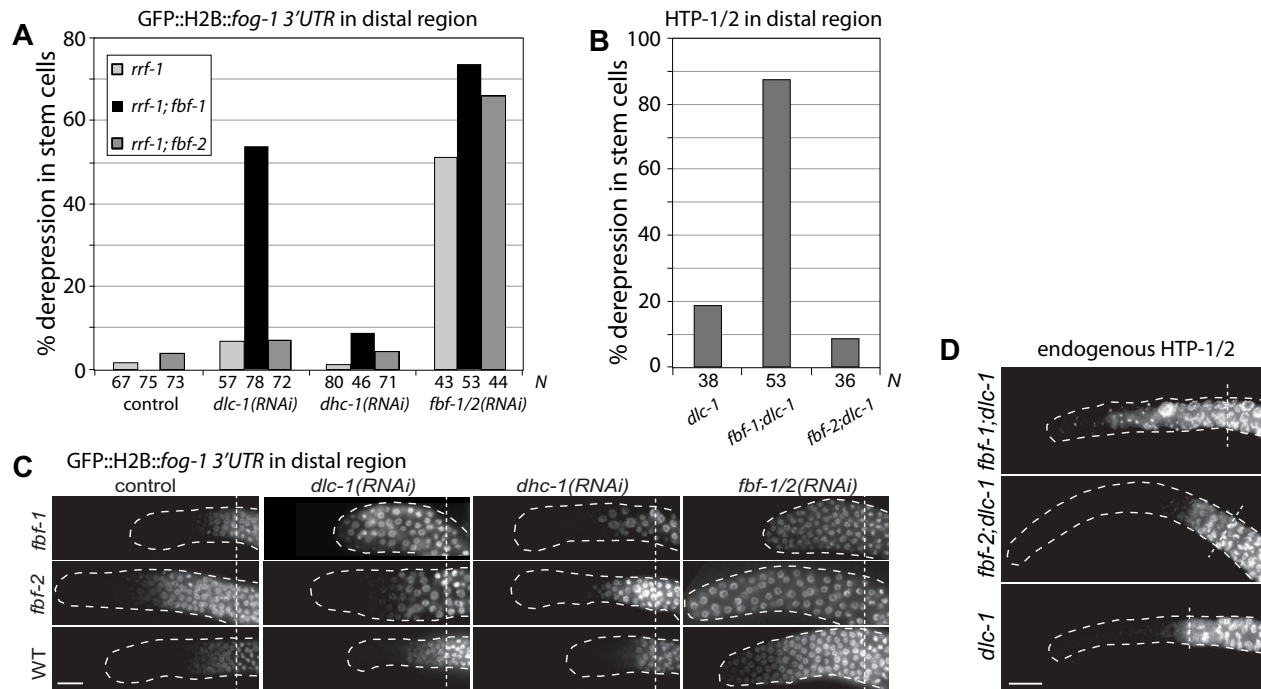 A
GFP::H2B::fog-1 3’UTR in distal region
% derepression in stem cells
80
60
40
20
0
rrf-1
rrf-1; fbf-1
rrf-1; fbf-2
67 75 73 57 78 72 80 46 71 43 53 44 N
control dlc-1(RNAi) dhc-1(RNAi) fbf-1/2(RNAi)
B
HTP-1/2 in distal region
% derepression in stem cells
100
80
60
40
20
0
38 53 36 N
dlc-1
fbf-1;dlc-1
fbf-2;dlc-1
C
GFP::H2B::fog-1 3’UTR in distal region
control dlc-1(RNAi) dhc-1(RNAi) fbf-1/2(RNAi)
fbf-1
fbf-2
WT
D
endogenous HTP-1/2
fbf-1;dlc-1
fbf-2;dlc-1
dlc-1